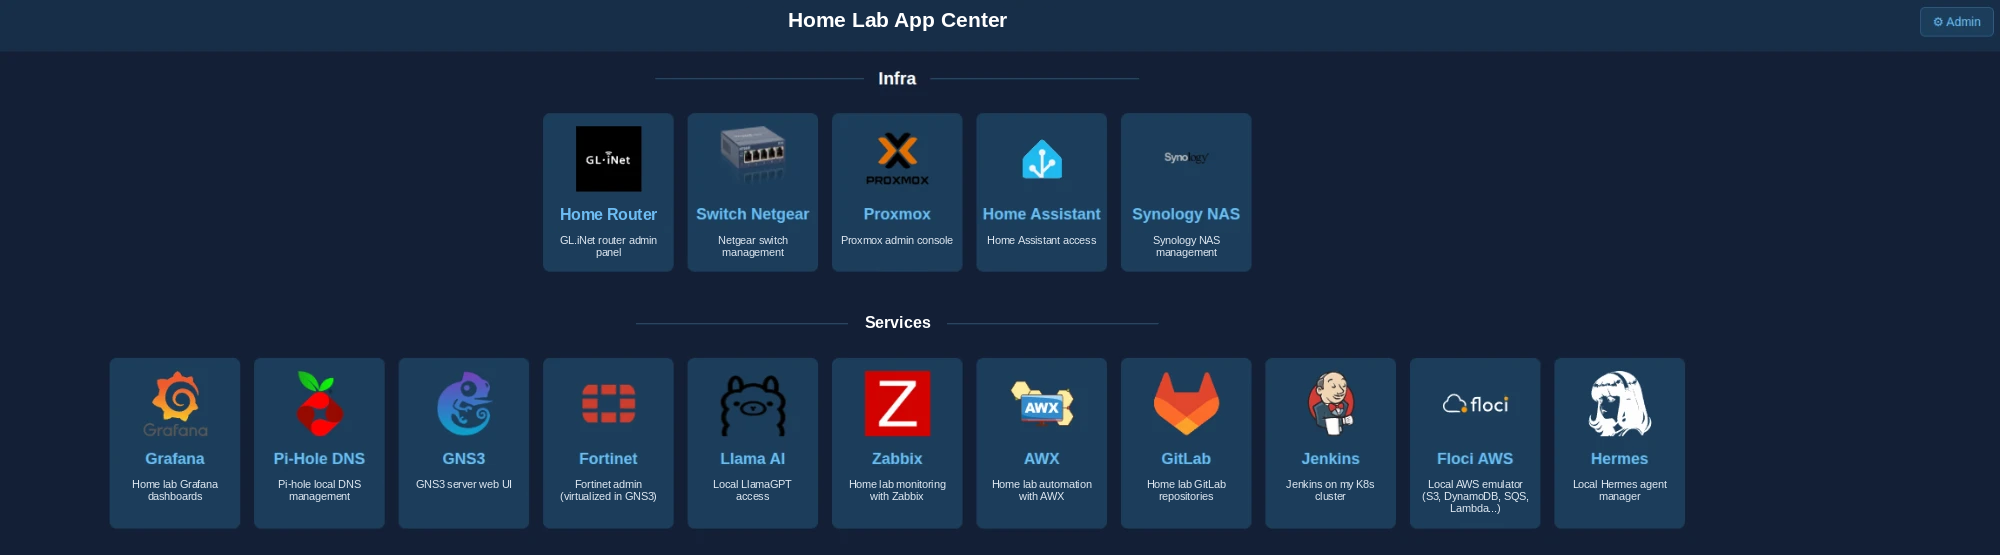 Home Lab App Center
⚙ Admin
Infra
GL.iNet
PROXMOX
Synology
Home Router
Switch Netgear
Proxmox
Home Assistant
Synology NAS
GL.iNet router admin
panel
Netgear switch
management
Proxmox admin console
Home Assistant access
Synology NAS
management
Services
Grafana
Z
AWX
floci
Grafana
Pi-Hole DNS
GNS3
Fortinet
Llama AI
Zabbix
AWX
GitLab
Jenkins
Floci AWS
Hermes
Home lab Grafana
dashboards
Pi-hole local DNS
management
GNS3 server web UI
Fortinet admin
(virtualized in GNS3)
Local LlamaGPT
access
Home lab monitoring
with Zabbix
Home lab automation
with AWX
Home lab GitLab
repositories
Jenkins on my K8s
cluster
Local AWS emulator
(S3, DynamoDB, SQS,
Lambda...)
Local Hermes agent
manager